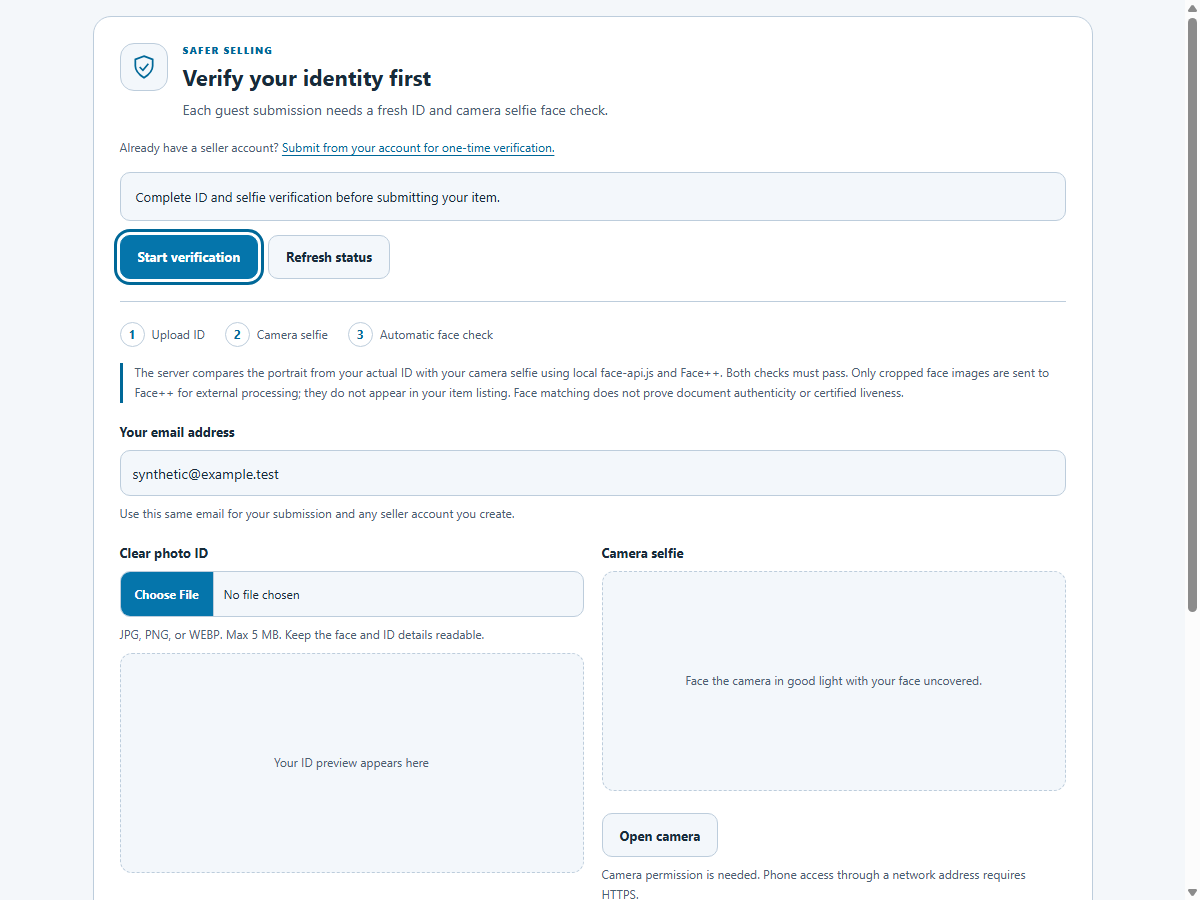 SAFER SELLING
Verify your identity first
Each guest submission needs a fresh ID and camera selfie face check.
Already have a seller account? Submit from your account for one-time verification.
Complete ID and selfie verification before submitting your item.
Start verification
Refresh status
1 Upload ID
2 Camera selfie
3 Automatic face check
The server compares the portrait from your actual ID with your camera selfie using local face-api.js and Face++. Both checks must pass. Only cropped face images are sent to
Face++ for external processing; they do not appear in your item listing. Face matching does not prove document authenticity or certified liveness.
Your email address
synthetic@example.test
Use this same email for your submission and any seller account you create.
Clear photo ID
Choose File No file chosen
JPG, PNG, or WEBP. Max 5 MB. Keep the face and ID details readable.
Your ID preview appears here
Camera selfie
Face the camera in good light with your face uncovered.
Open camera
Camera permission is needed. Phone access through a network address requires
HTTPS.